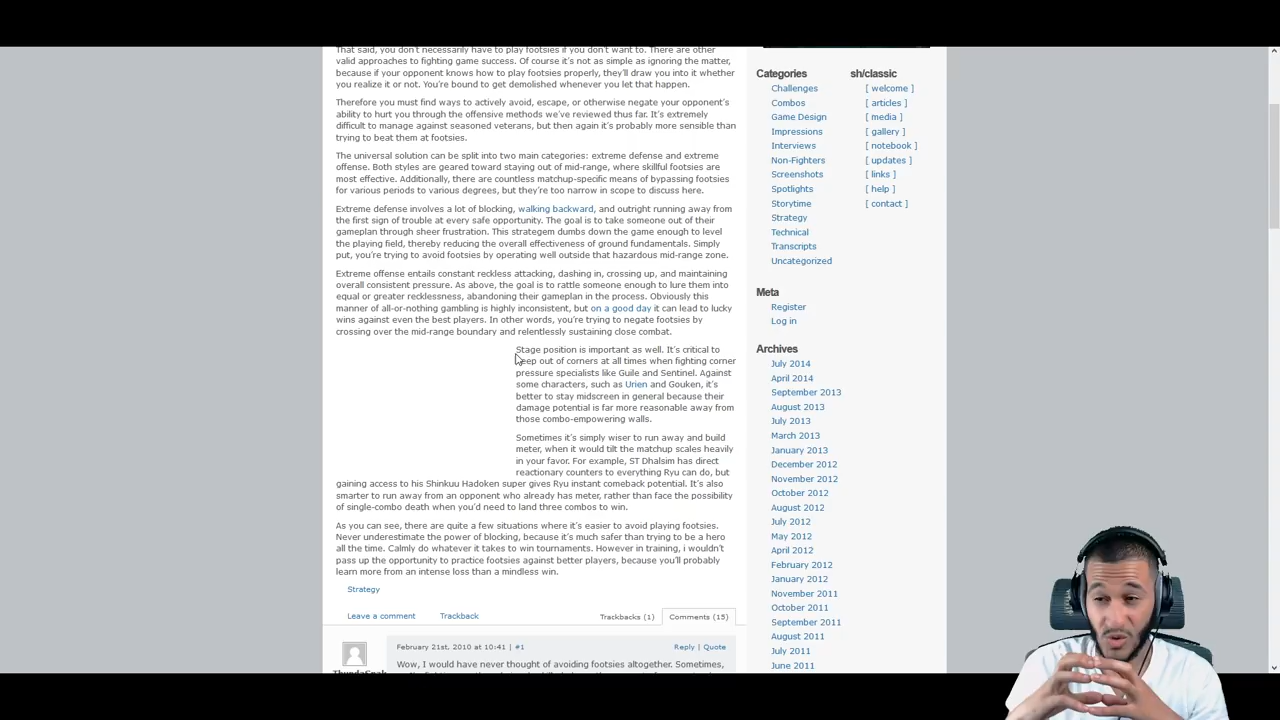 That said, you don't necessarily have to play footsies if you don't want to. There are other
valid approaches to fighting game success. Of course it's not as simple as ignoring the matter,
because if your opponent knows how to play footsies properly, they'll draw you into it whether
you realize it or not. You're bound to get demolished whenever you let that happen.
Therefore you must find ways to actively avoid, escape, or otherwise negate your opponent's
ability to hurt you through the offensive methods we've reviewed thus far. It's extremely
difficult to manage against seasoned veterans, but then again it's probably more sensible than
trying to beat them at footsies.
The universal solution can be split into two main categories: extreme defense and extreme
offense. Both styles are geared toward staying out of mid-range, where skillful footsies are
most effective. Additionally, there are countless matchup-specific means of bypassing footsies
for various periods to various degrees, but they're too narrow in scope to discuss here.
Extreme defense involves a lot of blocking, walking backward, and outright running away from
the first sign of trouble at every safe opportunity. The goal is to take someone out of their
gameplan through sheer frustration. This strategem dumbs down the game enough to level
the playing field, thereby reducing the overall effectiveness of ground fundamentals. Simply
put, you're trying to avoid footsies by operating well outside that hazardous mid-range zone.
Extreme offense entails constant reckless attacking, dashing in, crossing up, and maintaining
overall consistent pressure. As above, the goal is to rattle someone enough to lure them into
equal or greater recklessness, abandoning their gameplan in the process. Obviously this
manner of all-or-nothing gambling is highly inconsistent, but on a good day it can lead to lucky
wins against even the best players. In other words, you're trying to negate footsies by
crossing over the mid-range boundary and relentlessly sustaining close combat.
Stage position is important as well. It's critical to
keep out of corners at all times when fighting corner
pressure specialists like Guile and Sentinel. Against
some characters, such as Urien and Gouken, it's
better to stay midscreen in general because their
damage potential is far more reasonable away from
those combo-empowering walls.
Sometimes it's simply wiser to run away and build
meter, when it would tilt the matchup scales heavily
in your favor. For example, ST Dhalsim has direct
reactionary counters to everything Ryu can do, but
gaining access to his Shinkuu Hadoken super gives Ryu instant comeback potential. It's also
smarter to run away from an opponent who already has meter, rather than face the possibility
of single-combo death when you'd need to land three combos to win.
As you can see, there are quite a few situations where it's easier to avoid playing footsies.
Never underestimate the power of blocking, because it's much safer than trying to be a hero
all the time. Calmly do whatever it takes to win tournaments. However in training, i wouldn't
pass up the opportunity to practice footsies against better players, because you'll probably
learn more from an intense loss than a mindless win.
Strategy
Leave a comment Trackback Trackbacks (1) Comments (15)
February 21st, 2010 at 10:41 | #1 Reply | Quote
Wow, I would have never thought of avoiding footsies altogether. Sometimes,
Categories
Challenges
Combos
Game Design
Impressions
Interviews
Non-Fighters
Screenshots
Spotlights
Storytime
Strategy
Technical
Transcripts
Uncategorized
sh/classic
[ welcome ]
[ articles ]
[ media ]
[ gallery ]
[ notebook ]
[ updates ]
[ links ]
[ help ]
[ contact ]
Meta
Register
Log in
Archives
July 2014
April 2014
September 2013
August 2013
July 2013
March 2013
January 2013
December 2012
November 2012
October 2012
August 2012
July 2012
May 2012
April 2012
February 2012
January 2012
November 2011
October 2011
September 2011
August 2011
July 2011
June 2011